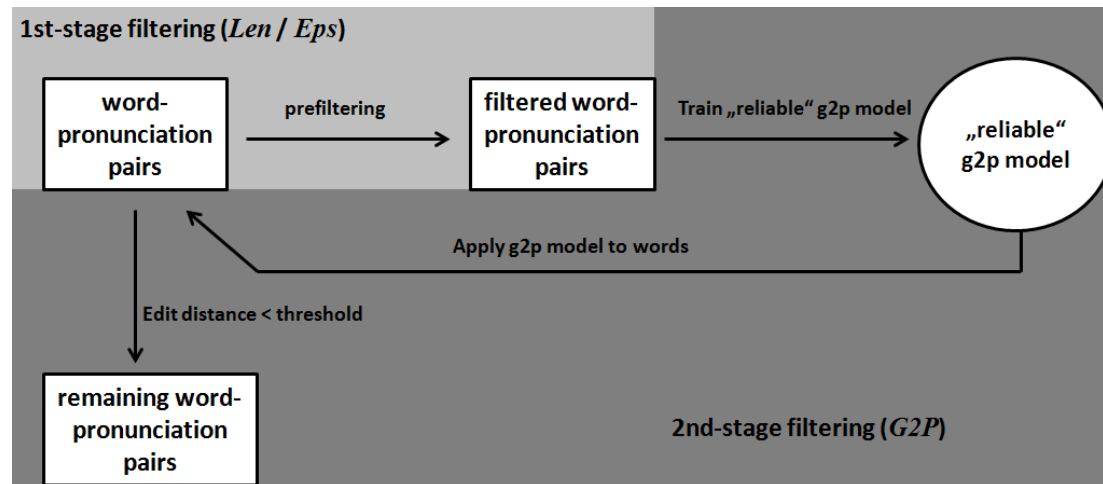 1st-stage filtering (Len / Eps)
word-
pronunciation
pairs
prefiltering
filtered word-
pronunciation
pairs
Train „reliable“ g2p model
„reliable“
g2p model
Apply g2p model to words
Edit distance < threshold
remaining word-
pronunciation
pairs
2nd-stage filtering (G2P)